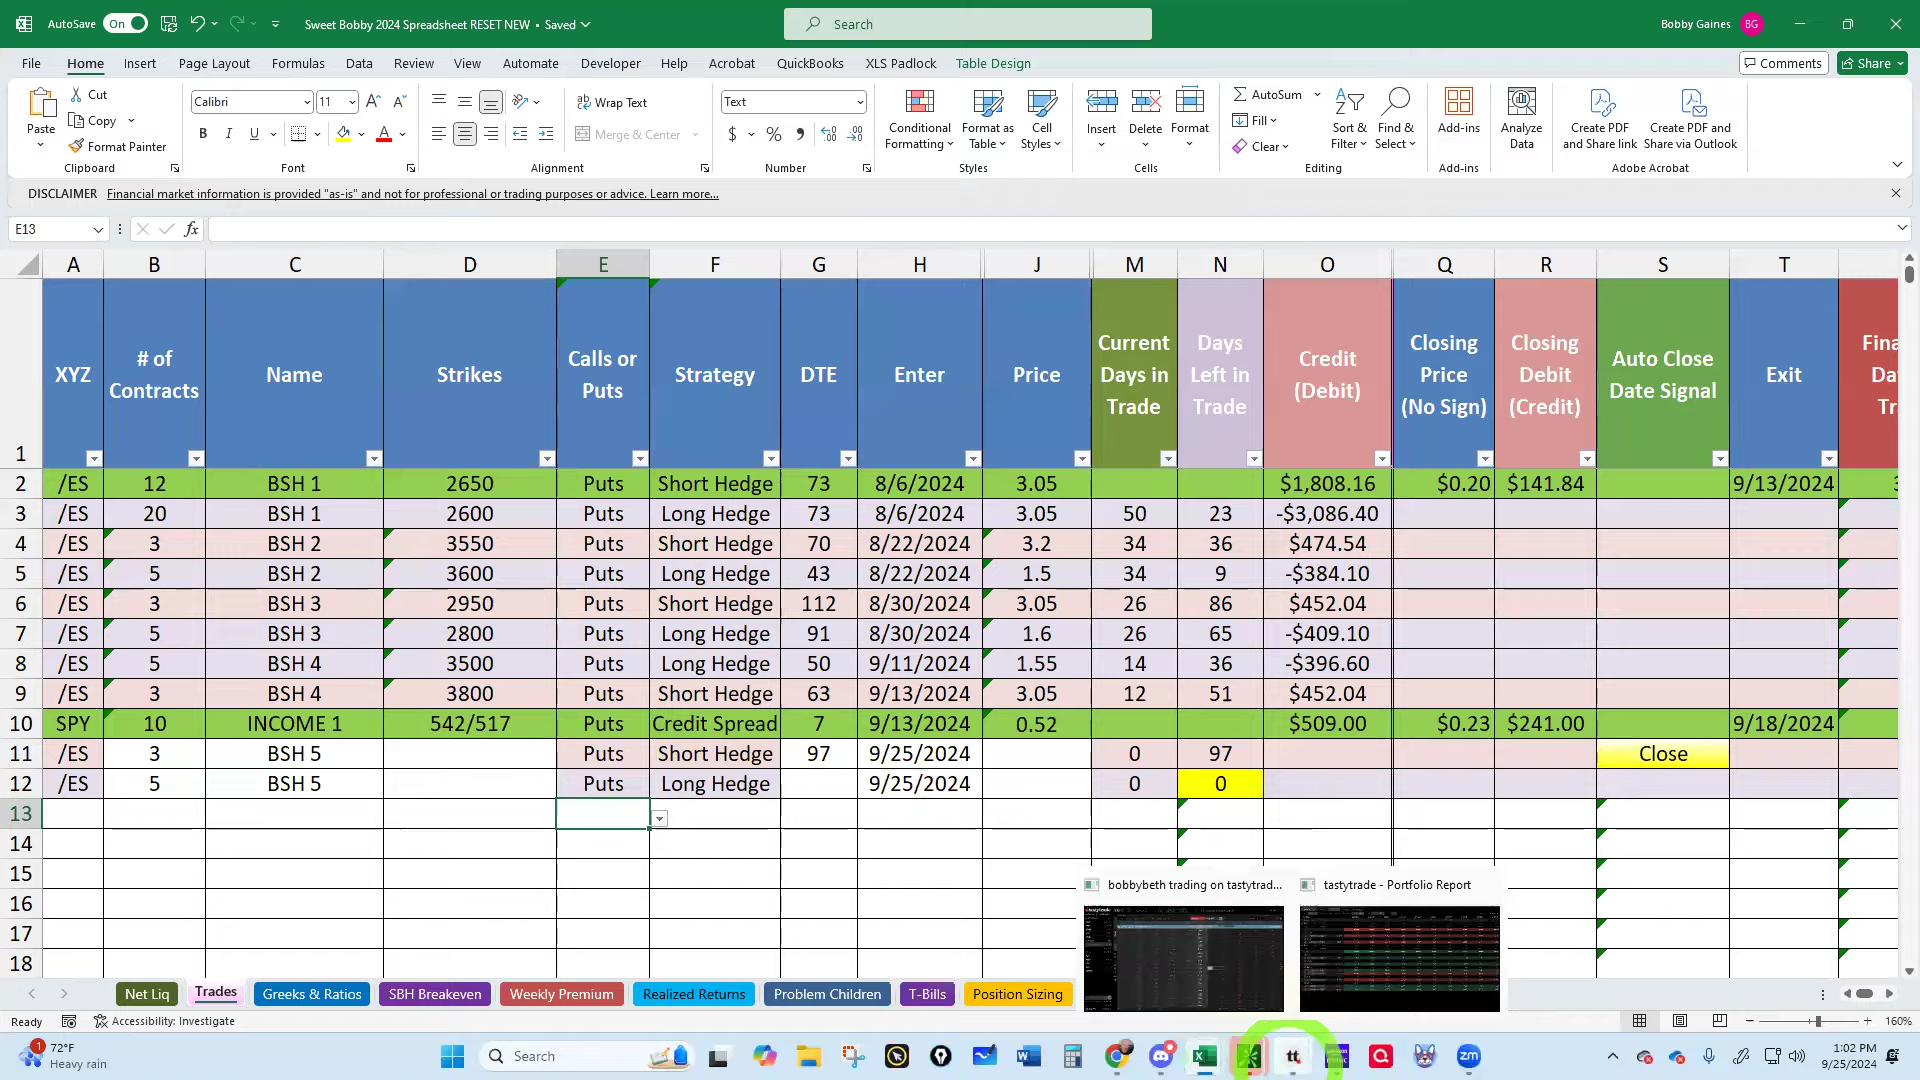 AutoSave On Sweet Bobby 2024 Spreadsheet RESET NEW • Saved Search Bobby Gaines BG
File Home Insert Page Layout Formulas Data Review View Automate Developer Help Acrobat QuickBooks XLS Padlock Table Design Comments Share
Paste Cut Copy Format Painter Clipboard
Calibri 11 B I U A Font
Wrap Text Merge & Center Alignment
Text $ % Number
Conditional Formatting Format as Table Cell Styles Styles
Insert Delete Format Cells
AutoSum Fill Clear Sort & Filter Find & Select Editing
Add-ins Add-ins
Analyze Data
Create PDF and Share link Create PDF and Share via Outlook Adobe Acrobat
DISCLAIMER Financial market information is provided "as-is" and not for professional or trading purposes or advice. Learn more...
E13 fx
A B C D E F G H J M N O Q R S T
1 XYZ # of Contracts Name Strikes Calls or Puts Strategy DTE Enter Price Current Days in Trade Days Left in Trade Credit (Debit) Closing Price (No Sign) Closing Debit (Credit) Auto Close Date Signal Exit
2 /ES 12 BSH 1 2650 Puts Short Hedge 73 8/6/2024 3.05 $1,808.16 $0.20 $141.84 9/13/2024
3 /ES 20 BSH 1 2600 Puts Long Hedge 73 8/6/2024 3.05 50 23 -$3,086.40
4 /ES 3 BSH 2 3550 Puts Short Hedge 70 8/22/2024 3.2 34 36 $474.54
5 /ES 5 BSH 2 3600 Puts Long Hedge 43 8/22/2024 1.5 34 9 -$384.10
6 /ES 3 BSH 3 2950 Puts Short Hedge 112 8/30/2024 3.05 26 86 $452.04
7 /ES 5 BSH 3 2800 Puts Long Hedge 91 8/30/2024 1.6 26 65 -$409.10
8 /ES 5 BSH 4 3500 Puts Long Hedge 50 9/11/2024 1.55 14 36 -$396.60
9 /ES 3 BSH 4 3800 Puts Short Hedge 63 9/13/2024 3.05 12 51 $452.04
10 SPY 10 INCOME 1 542/517 Puts Credit Spread 7 9/13/2024 0.52 $509.00 $0.23 $241.00 9/18/2024
11 /ES 3 BSH 5 Puts Short Hedge 97 9/25/2024 0 97 Close
12 /ES 5 BSH 5 Puts Long Hedge 9/25/2024 0 0
13
14
15
16
17
18
bobbybeth trading on tastytrad... tastytrade - Portfolio Report
Net Liq Trades Greeks & Ratios SBH Breakeven Weekly Premium Realized Returns Problem Children T-Bills Position Sizing
Ready Accessibility: Investigate 160%
1 72°F Heavy rain Search tt zm 1:02 PM 9/25/2024